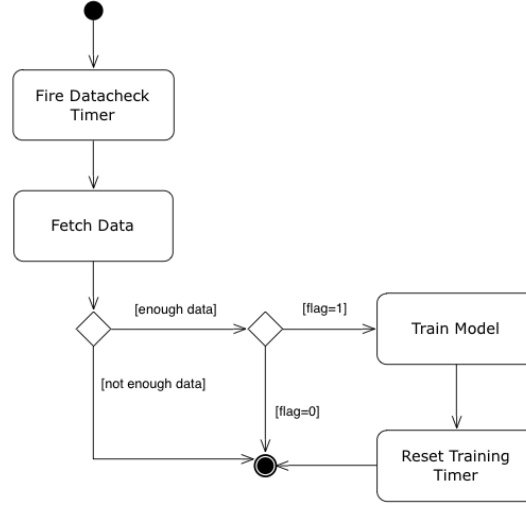 Fire Datacheck
Timer
Fetch Data
[enough data]
[flag=1]
Train Model
[not enough data]
[flag=0]
Reset Training
Timer